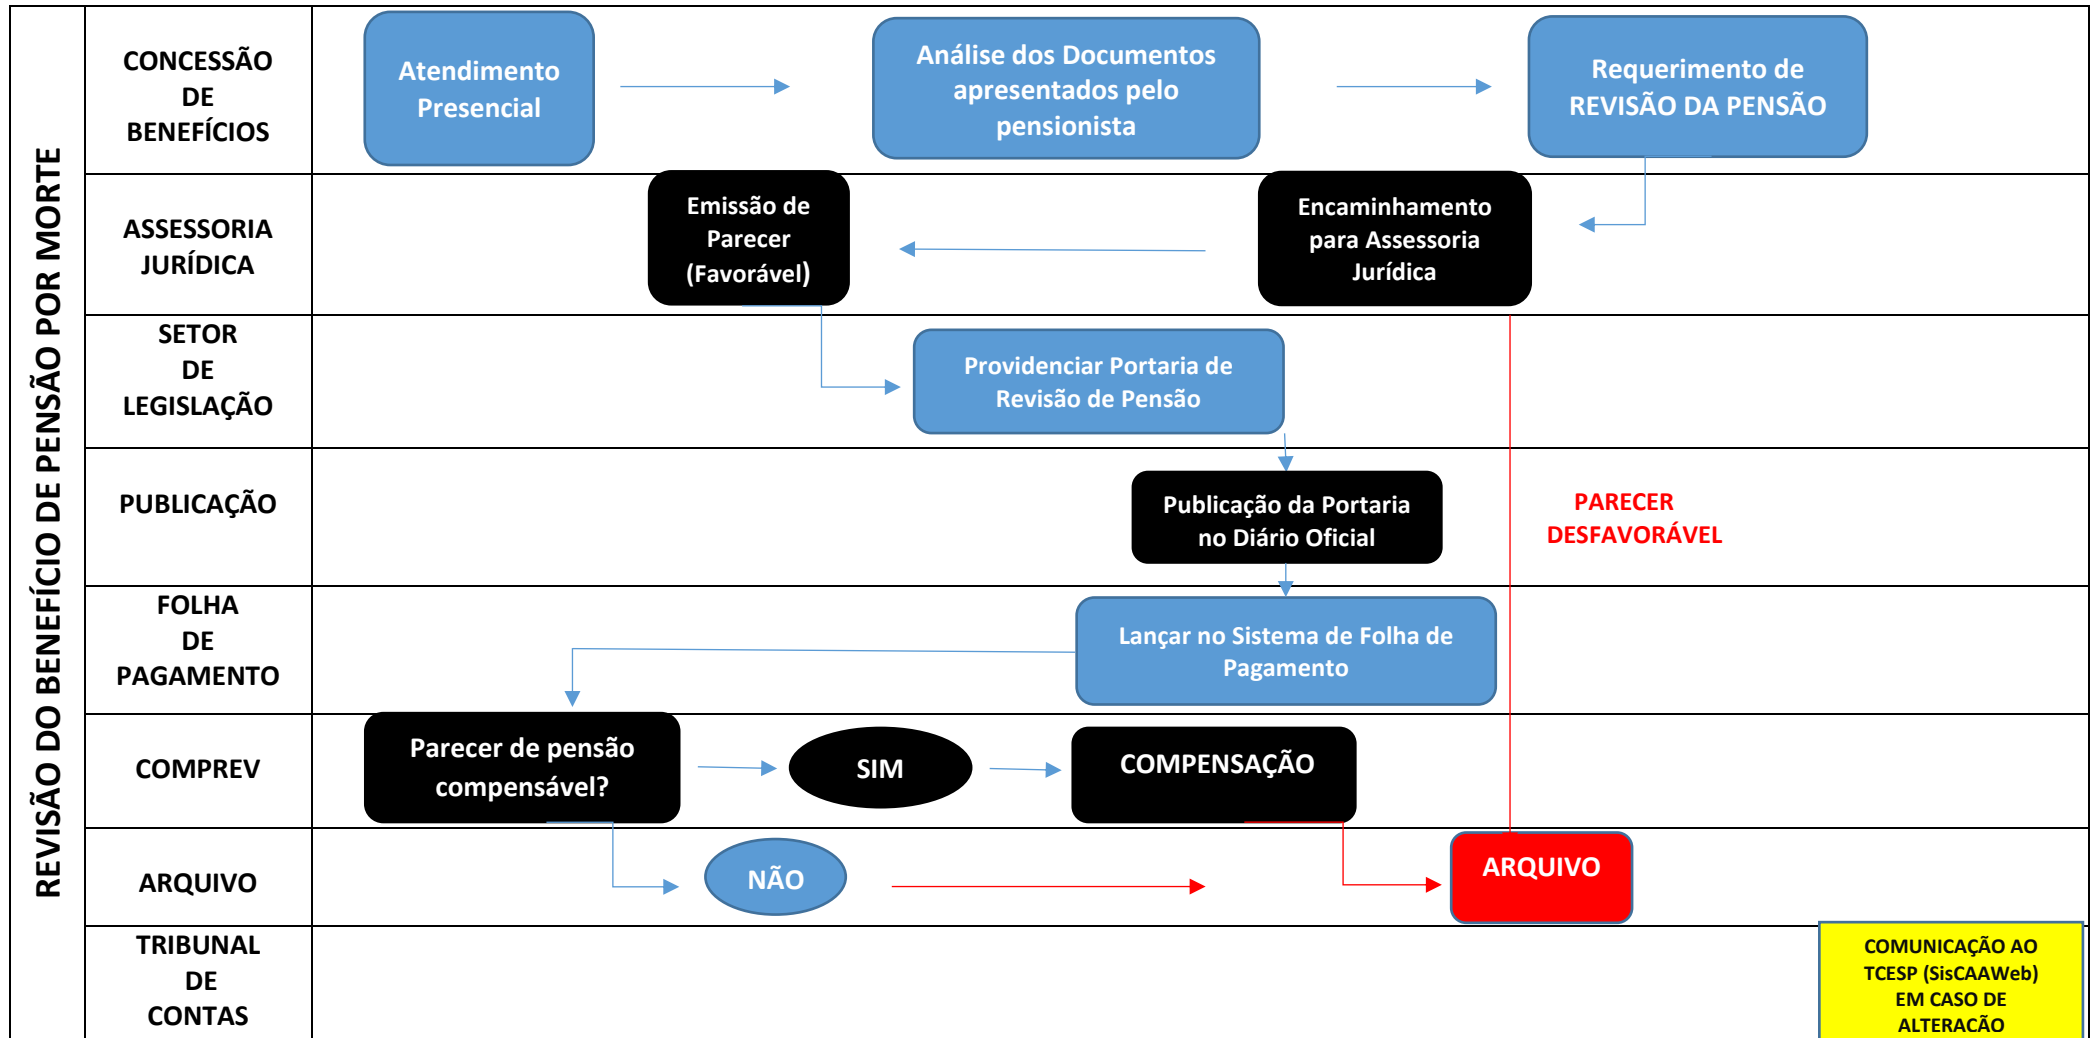 REVISÃO DO BENEFÍCIO DE PENSÃO POR MORTE
CONCESSÃO
DE
BENEFÍCIOS
Atendimento
Presencial
Análise dos Documentos
apresentados pelo
pensionista
Requerimento de
REVISÃO DA PENSÃO
ASSESSORIA
JURÍDICA
Emissão de
Parecer
(Favorável)
Encaminhamento
para Assessoria
Jurídica
SETOR
DE
LEGISLAÇÃO
Providenciar Portaria de
Revisão de Pensão
PUBLICAÇÃO
Publicação da Portaria
no Diário Oficial
PARECER
DESFAVORÁVEL
FOLHA
DE
PAGAMENTO
Lançar no Sistema de Folha de
Pagamento
COMPREV
Parecer de pensão
compensável?
SIM
COMPENSAÇÃO
ARQUIVO
NÃO
ARQUIVO
TRIBUNAL
DE
CONTAS
COMUNICAÇÃO AO
TCESP (SisCAAWeb)
EM CASO DE
ALTERAÇÃO